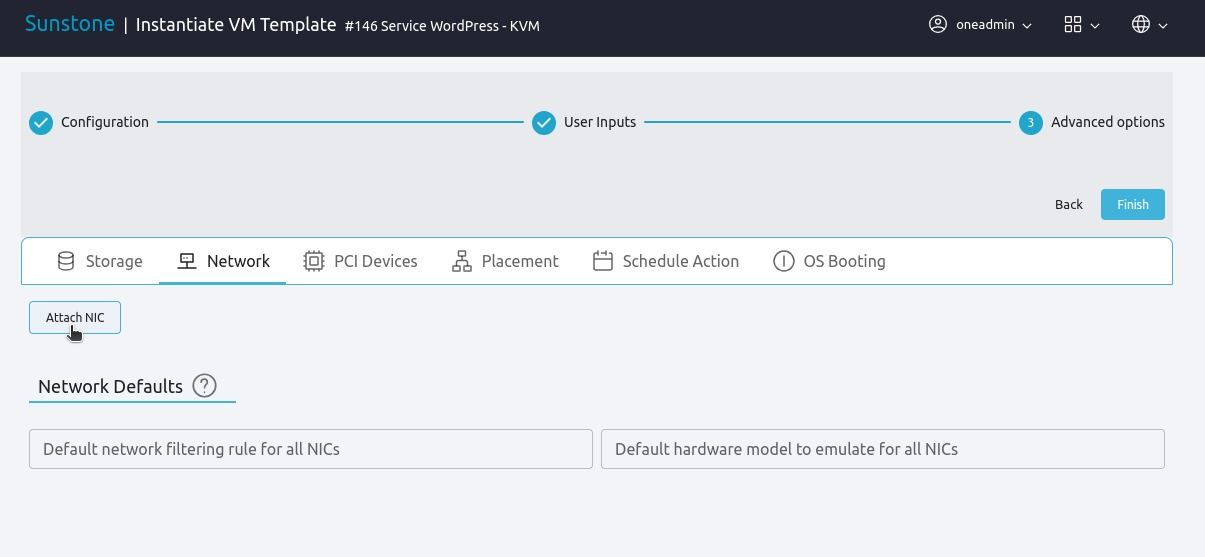 Sunstone | Instantiate VM Template #146 Service WordPress - KVM oneadmin
Configuration User Inputs 3 Advanced options
Back Finish
Storage Network PCI Devices Placement Schedule Action OS Booting
Attach NIC
Network Defaults ?
Default network filtering rule for all NICs Default hardware model to emulate for all NICs